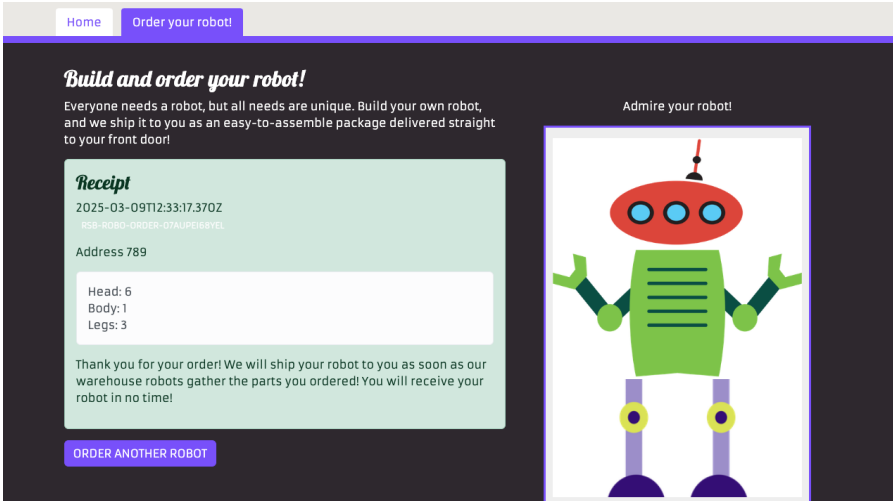 Home
Order your robot!
Build and order your robot!
Everyone needs a robot, but all needs are unique. Build your own robot,
and we ship it to you as an easy-to-assemble package delivered straight
to your front door!
Receipt
2025-03-09T12:33:17.370Z
Address 789
Head: 6
Body: 1
Legs: 3
Thank you for your order! We will ship your robot to you as soon as our
warehouse robots gather the parts you ordered! You will receive your
robot in no time!
ORDER ANOTHER ROBOT
Admire your robot!